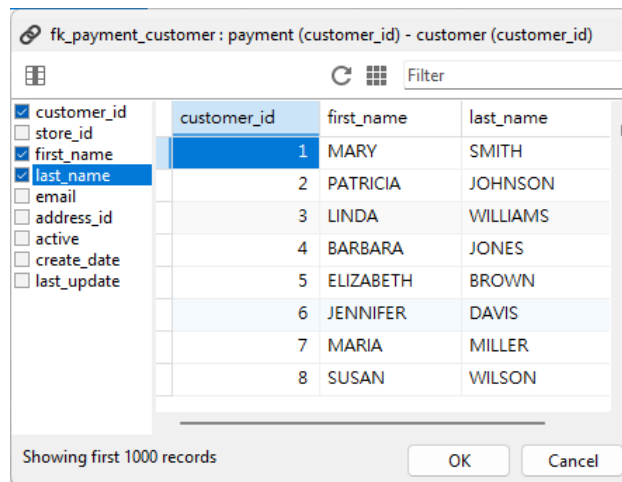 fk_payment_customer : payment (customer_id) - customer (customer_id)
Filter
customer_id
store_id
first_name
last_name
email
address_id
active
create_date
last_update
customer_id first_name last_name
1 MARY SMITH
2 PATRICIA JOHNSON
3 LINDA WILLIAMS
4 BARBARA JONES
5 ELIZABETH BROWN
6 JENNIFER DAVIS
7 MARIA MILLER
8 SUSAN WILSON
Showing first 1000 records
OK Cancel